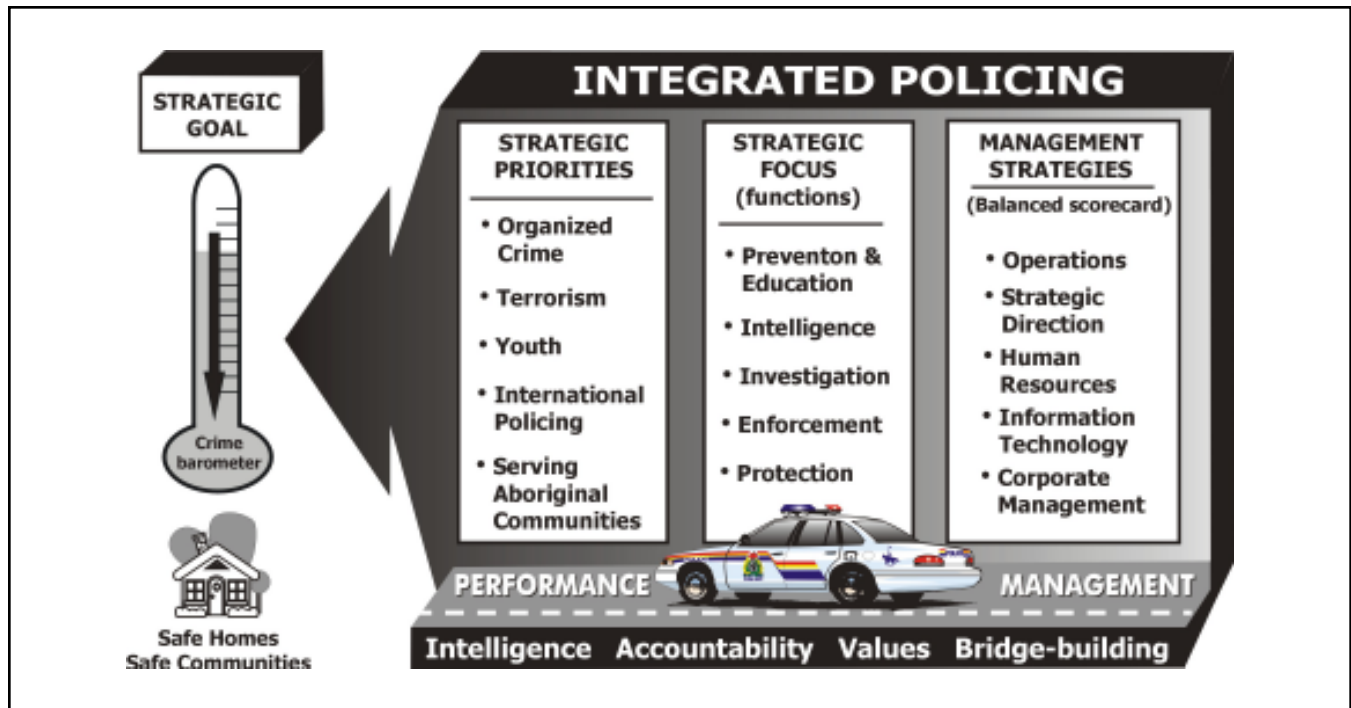 STRATEGIC
GOAL
Crime
barometer
Safe Homes
Safe Communities
INTEGRATED POLICING
STRATEGIC
PRIORITIES
• Organized
Crime
• Terrorism
• Youth
• International
Policing
• Serving
Aboriginal
Communities
STRATEGIC
FOCUS
(functions)
• Preventon &
Education
• Intelligence
• Investigation
• Enforcement
• Protection
MANAGEMENT
STRATEGIES
(Balanced scorecard)
• Operations
• Strategic
Direction
• Human
Resources
• Information
Technology
• Corporate
Management
PERFORMANCE MANAGEMENT
Intelligence Accountability Values Bridge-building